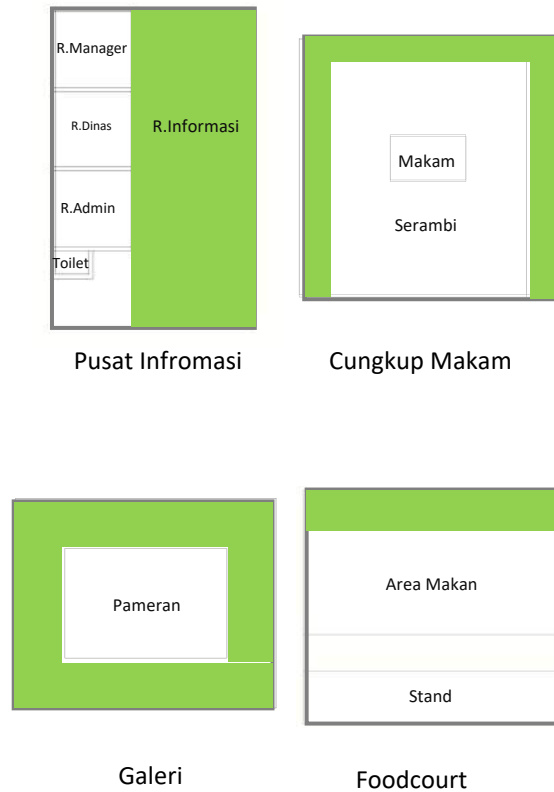 R.Manager
R.Dinas
R.Informasi
R.Admin
Toilet
Pusat Infromasi
Makam
Serambi
Cungkup Makam
Pameran
Galeri
Area Makan
Stand
Foodcourt